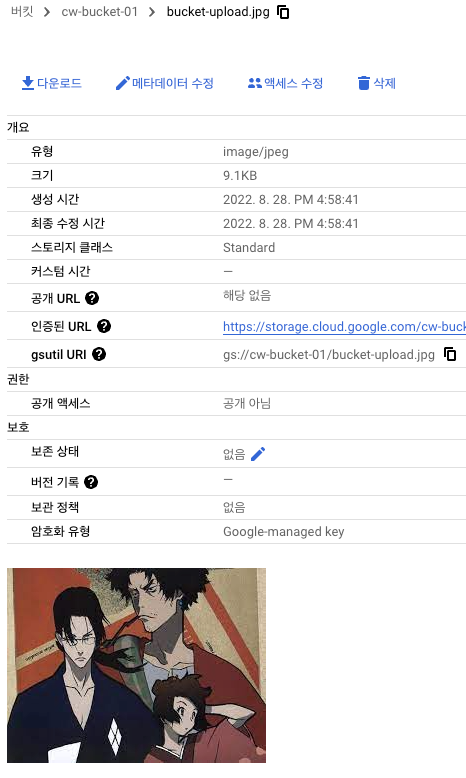 버킷 > cw-bucket-01 > bucket-upload.jpg
다운로드 메타데이터 수정 액세스 수정 삭제
개요
유형 image/jpeg
크기 9.1KB
생성 시간 2022. 8. 28. PM 4:58:41
최종 수정 시간 2022. 8. 28. PM 4:58:41
스토리지 클래스 Standard
커스텀 시간 —
공개 URL ? 해당 없음
인증된 URL ? https://storage.cloud.google.com/cw-buck
gsutil URI ? gs://cw-bucket-01/bucket-upload.jpg
권한
공개 액세스 공개 아님
보호
보존 상태 없음
버전 기록 ? —
보관 정책 없음
암호화 유형 Google-managed key